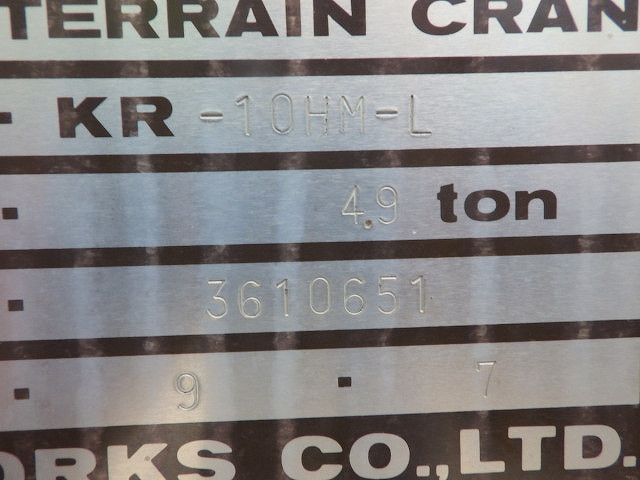 TERRAIN CRAN
KR -10HM-L
4.9 ton
3610651
9 . 7
ORKS CO.,LTD.